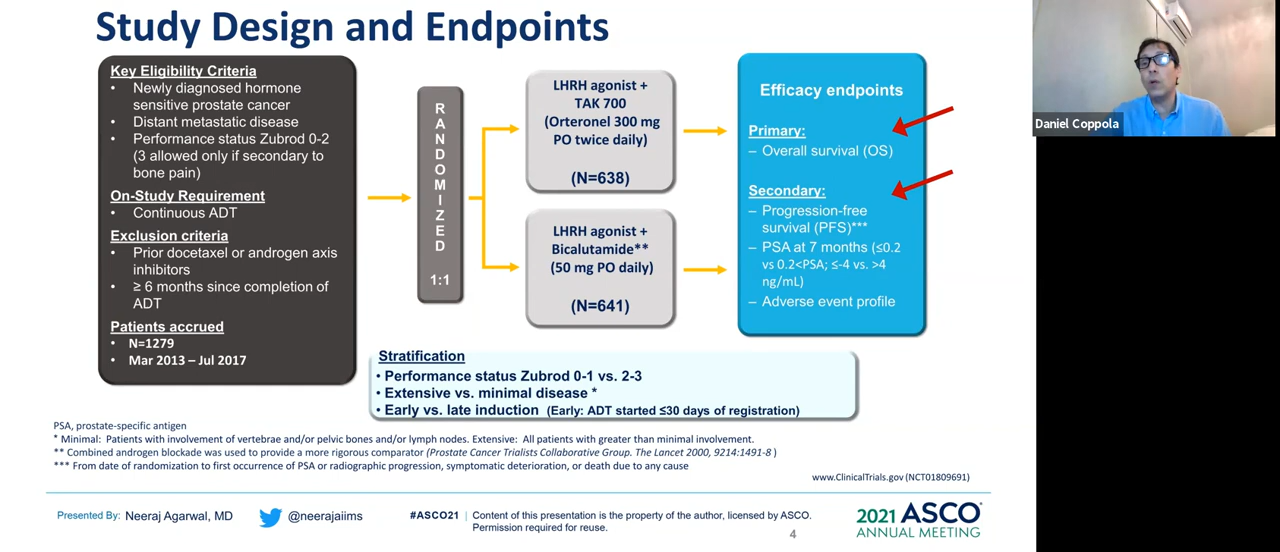 Study Design and Endpoints
Key Eligibility Criteria
• Newly diagnosed hormone
sensitive prostate cancer
• Distant metastatic disease
• Performance status Zubrod 0-2
(3 allowed only if secondary to
bone pain)
On-Study Requirement
• Continuous ADT
Exclusion criteria
• Prior docetaxel or androgen axis
inhibitors
• ≥ 6 months since completion of
ADT
Patients accrued
• N=1279
• Mar 2013 – Jul 2017
RANDOMIZED
1:1
LHRH agonist +
TAK 700
(Orteronel 300 mg
PO twice daily)
(N=638)
LHRH agonist +
Bicalutamide**
(50 mg PO daily)
(N=641)
Efficacy endpoints
Primary:
– Overall survival (OS)
Secondary:
– Progression-free
survival (PFS)***
– PSA at 7 months (≤0.2
vs 0.2<PSA; ≤-4 vs. >4
ng/mL)
– Adverse event profile
Stratification
• Performance status Zubrod 0-1 vs. 2-3
• Extensive vs. minimal disease *
• Early vs. late induction (Early: ADT started ≤30 days of registration)
PSA, prostate-specific antigen
* Minimal: Patients with involvement of vertebrae and/or pelvic bones and/or lymph nodes. Extensive: All patients with greater than minimal involvement.
** Combined androgen blockade was used to provide a more rigorous comparator (Prostate Cancer Trialists Collaborative Group. The Lancet 2000, 9214:1491-8 )
*** From date of randomization to first occurrence of PSA or radiographic progression, symptomatic deterioration, or death due to any cause
www.ClinicalTrials.gov (NCT01809691)
Presented By: Neeraj Agarwal, MD
@neerajaiims
#ASCO21 | Content of this presentation is the property of the author, licensed by ASCO.
Permission required for reuse.
4
2021 ASCO
ANNUAL MEETING
Daniel Coppola